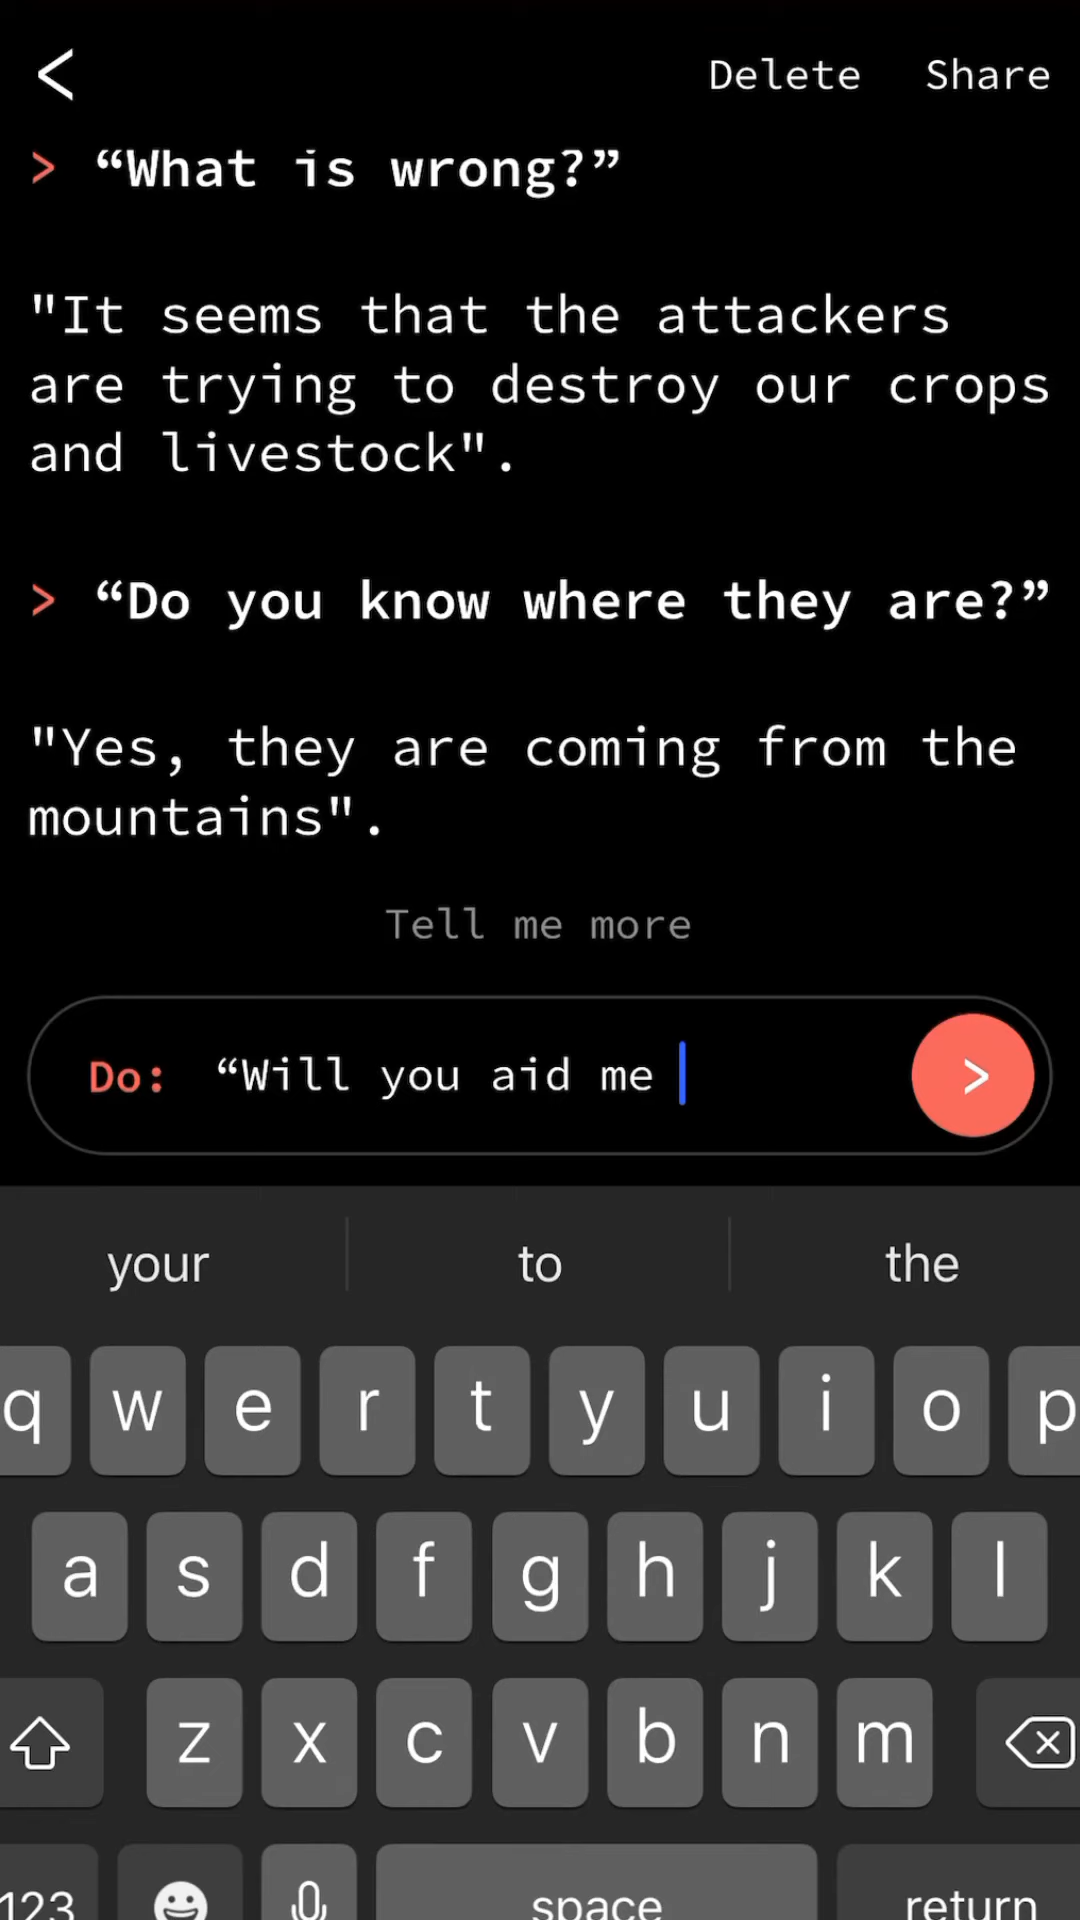 Delete Share
> “What is wrong?”
"It seems that the attackers
are trying to destroy our crops
and livestock".
> “Do you know where they are?”
"Yes, they are coming from the
mountains".
Tell me more
Do: “Will you aid me
>
your to the
q w e r t y u i o p
a s d f g h j k l
z x c v b n m
123 space return